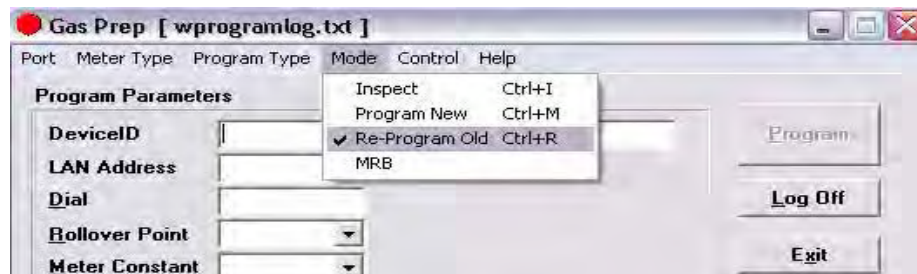 Gas Prep [ wprogramlog.txt ]
Port Meter Type Program Type Mode Control Help
Program Parameters
Inspect Ctrl+I
Program New Ctrl+M
Re-Program Old Ctrl+R
MRB
DeviceID
LAN Address
Dial
Rollover Point
Meter Constant
Program
Log Off
Exit